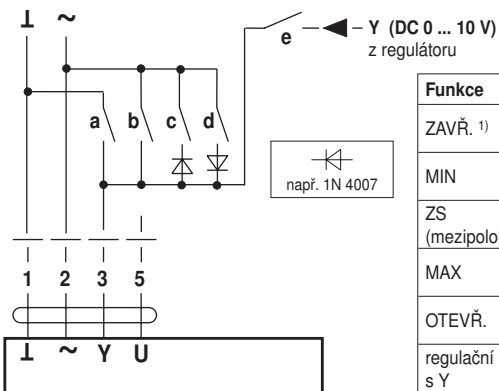 ⊥ ~
e
Y (DC 0 ... 10 V)
z regulátoru
a b c d
např. 1N 4007
Funkce
ZAVŘ. 1)
MIN
ZS
MAX
OTEVŘ.
regulační
s Y
1 2 3 5
⊥ ~ Y U